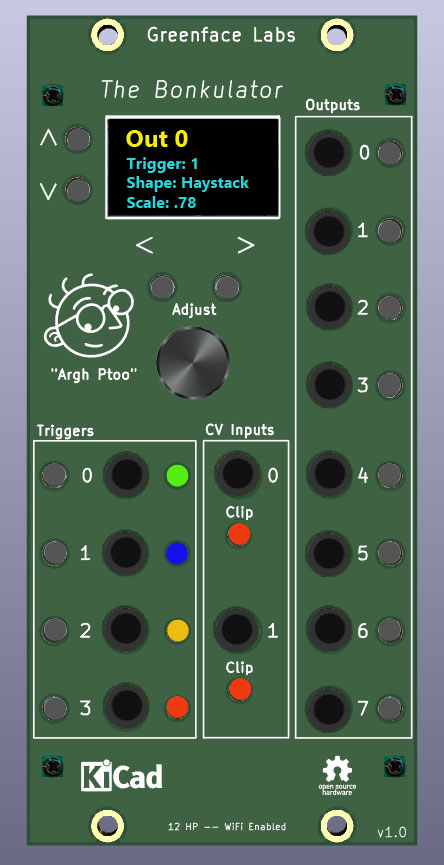 Greenface Labs
The Bonkulator
Outputs
Out 0
Trigger: 1
Shape: Haystack
Scale: .78
< >
Adjust
"Argh Ptoo"
0
1
2
3
4
5
6
7
Triggers
0
1
2
3
CV Inputs
0
Clip
1
Clip
KiCad
open source
hardware
12 HP –– WiFi Enabled
v1.0